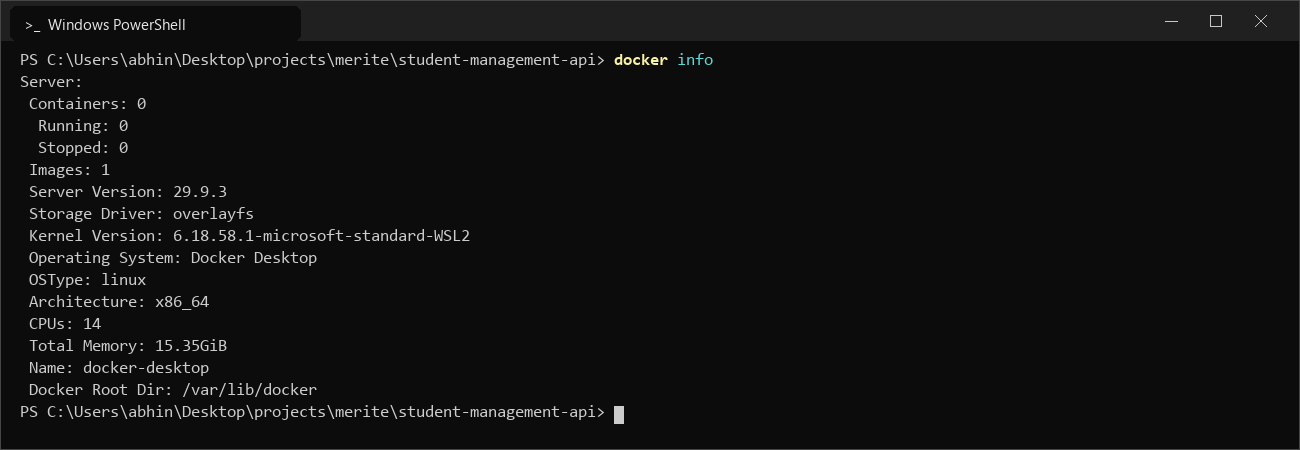 >_ Windows PowerShell
PS C:\Users\abhin\Desktop\projects\merite\student-management-api> docker info
Server:
 Containers: 0
  Running: 0
  Stopped: 0
 Images: 1
 Server Version: 29.9.3
 Storage Driver: overlayfs
 Kernel Version: 6.18.58.1-microsoft-standard-WSL2
 Operating System: Docker Desktop
 OSType: linux
 Architecture: x86_64
 CPUs: 14
 Total Memory: 15.35GiB
 Name: docker-desktop
 Docker Root Dir: /var/lib/docker
PS C:\Users\abhin\Desktop\projects\merite\student-management-api>